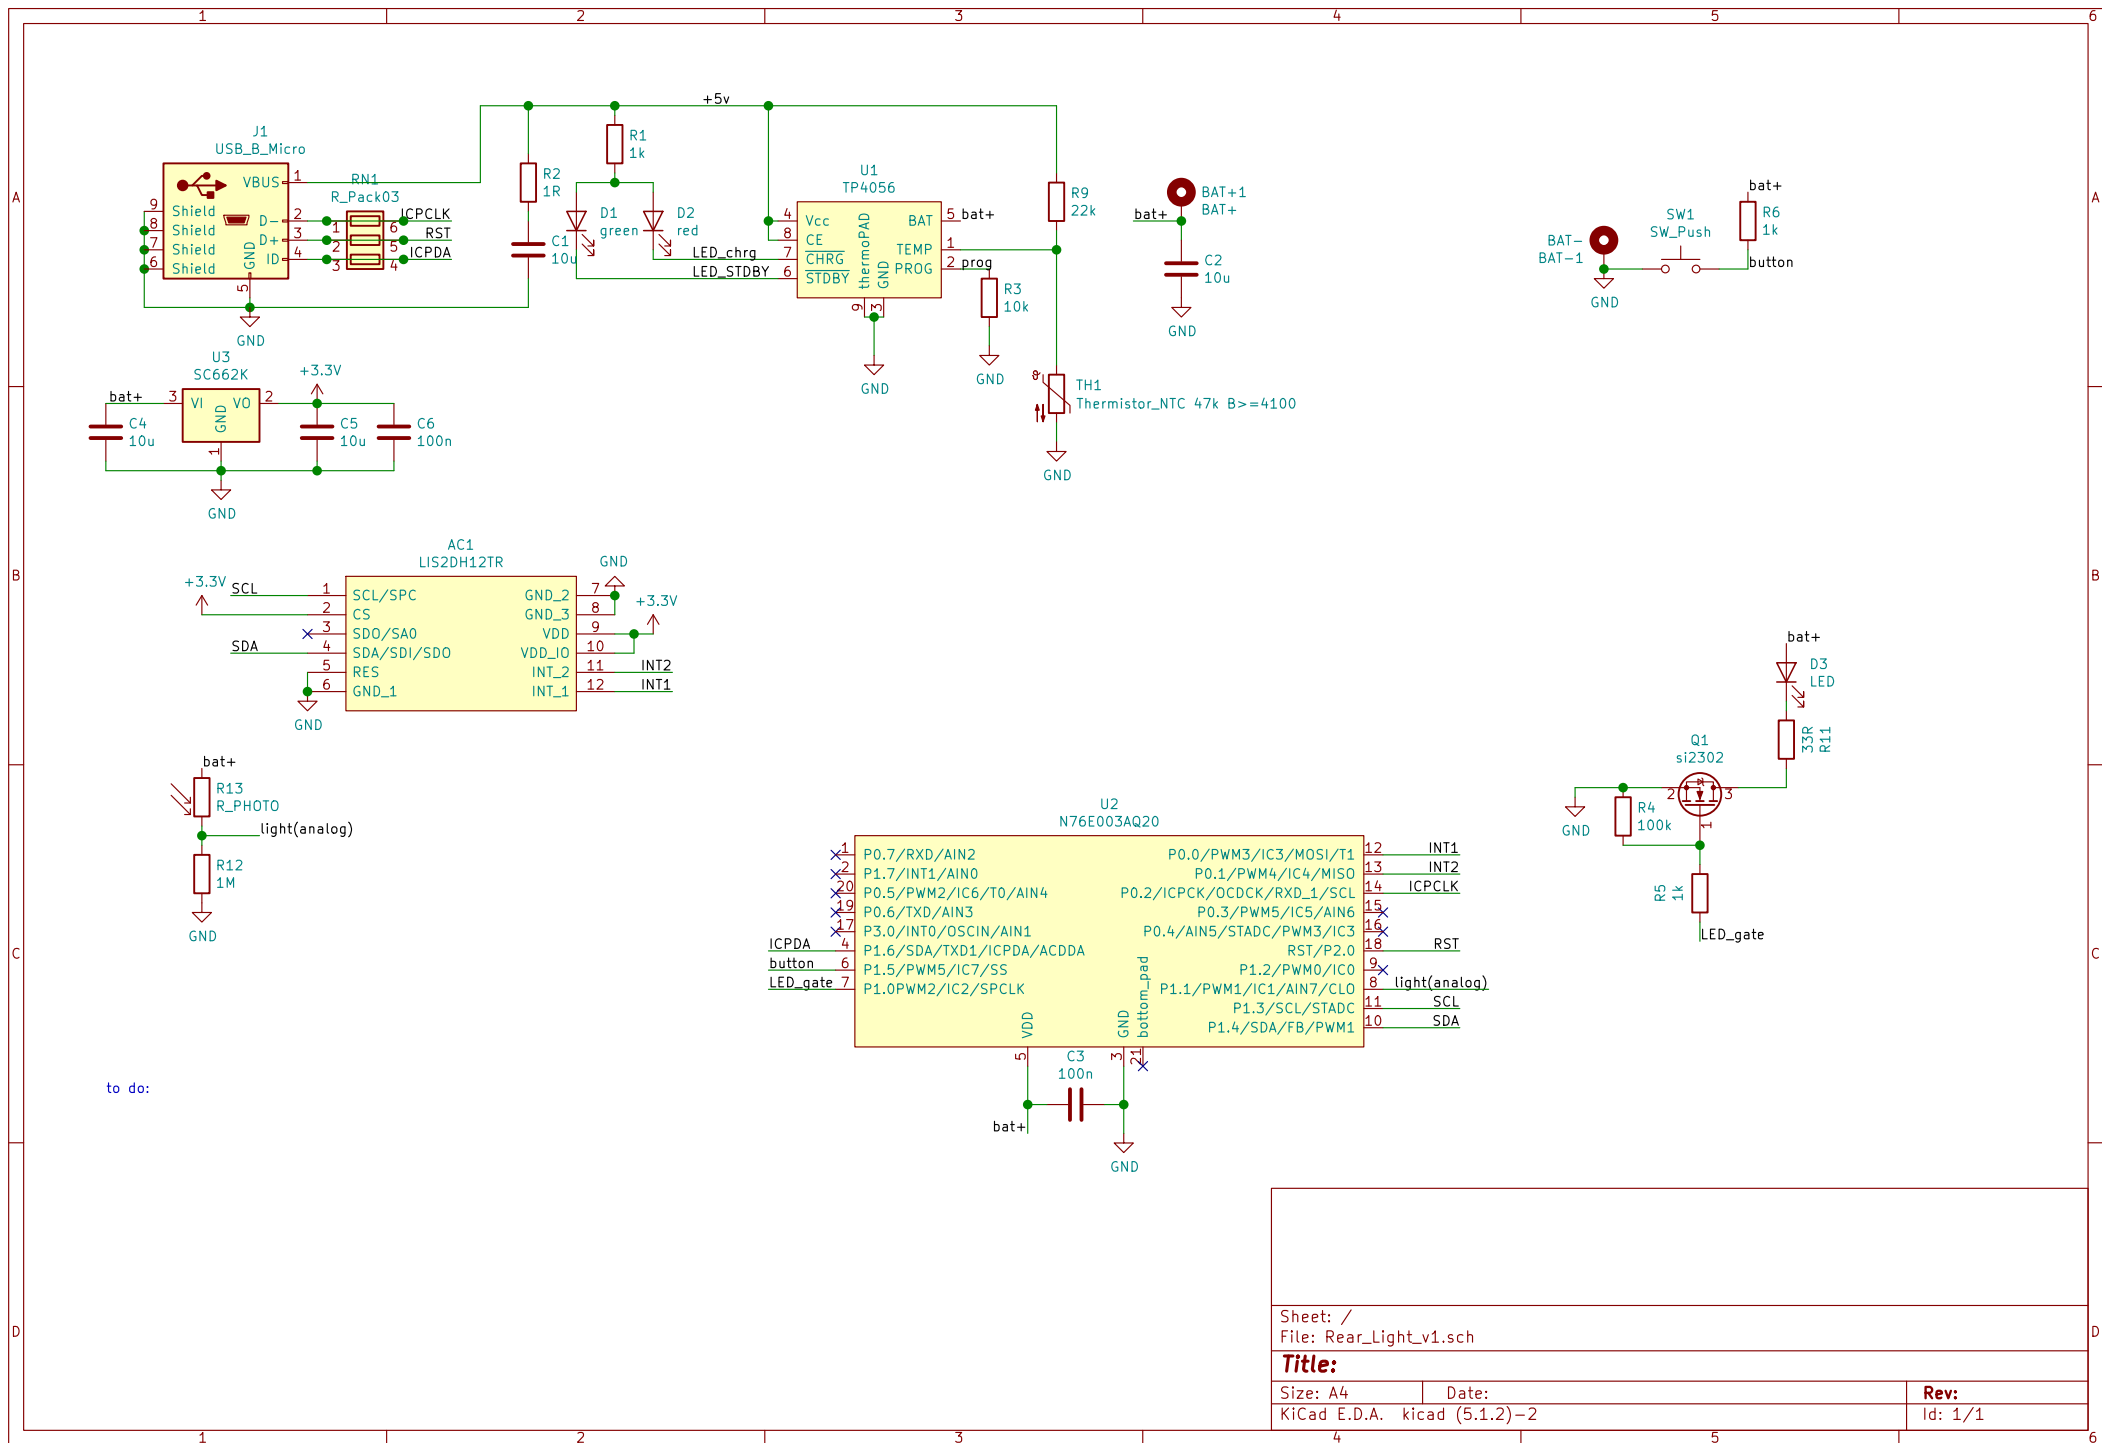 1 2 3 4 5 6
A
B
C
D
J1
USB_B_Micro
VBUS 1
9 Shield
8 Shield
7 Shield
6 Shield
D- 2
D+ 3
ID 4
GND
5
GND
RN1
R_Pack03
1 6
2 5
3 4
ICPCLK
RST
ICPDA
+5v
R2
1R
C1
10u
R1
1k
D1
green
D2
red
LED_chrg
LED_STDBY
U1
TP4056
4 Vcc
8 CE
7 CHRG
6 STDBY
thermoPAD
GND
9
3
BAT 5
TEMP 1
PROG 2
bat+
prog
GND
R3
10k
GND
R9
22k
TH1
Thermistor_NTC 47k B>=4100
GND
BAT+1
BAT+
bat+
C2
10u
GND
BAT-
BAT-1
GND
SW1
SW_Push
bat+
R6
1k
button
U3
SC662K
bat+
3 VI
VO 2
GND
1
+3.3V
C4
10u
C5
10u
C6
100n
GND
AC1
LIS2DH12TR
+3.3V
SCL
SDA
1 SCL/SPC
2 CS
3 SDO/SA0
4 SDA/SDI/SDO
5 RES
6 GND_1
GND
GND_2 7
GND_3 8
VDD 9
VDD_IO 10
INT_2 11
INT_1 12
GND
+3.3V
INT2
INT1
bat+
R13
R_PHOTO
light(analog)
R12
1M
GND
bat+
D3
LED
33R
R11
Q1
si2302
2
3
1
GND
R4
100k
R5
1k
LED_gate
U2
N76E003AQ20
1 P0.7/RXD/AIN2
2 P1.7/INT1/AIN0
20 P0.5/PWM2/IC6/T0/AIN4
19 P0.6/TXD/AIN3
17 P3.0/INT0/OSCIN/AIN1
ICPDA 4 P1.6/SDA/TXD1/ICPDA/ACDDA
button 6 P1.5/PWM5/IC7/SS
LED_gate 7 P1.0PWM2/IC2/SPCLK
P0.0/PWM3/IC3/MOSI/T1 12 INT1
P0.1/PWM4/IC4/MISO 13 INT2
P0.2/ICPCK/OCDCK/RXD_1/SCL 14 ICPCLK
P0.3/PWM5/IC5/AIN6 15
P0.4/AIN5/STADC/PWM3/IC3 16
RST/P2.0 18 RST
P1.2/PWM0/IC0 9
P1.1/PWM1/IC1/AIN7/CLO 8 light(analog)
P1.3/SCL/STADC 11 SCL
P1.4/SDA/FB/PWM1 10 SDA
VDD
GND
bottom_pad
5
3
21
C3
100n
bat+
GND
to do:
Sheet: /
File: Rear_Light_v1.sch
Title:
Size: A4 Date: Rev:
KiCad E.D.A. kicad (5.1.2)-2 Id: 1/1
A
B
C
D
1 2 3 4 5 6